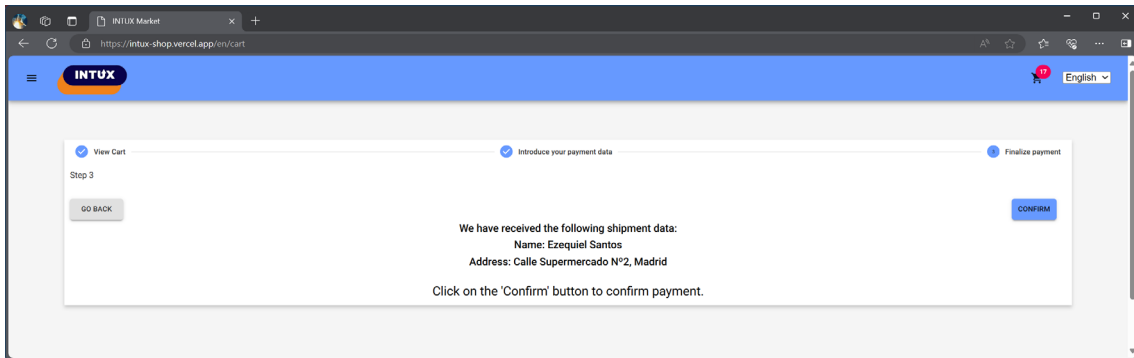 INTUX Market
https://intux-shop.vercel.app/en/cart
INTUX
17
English
View Cart
Introduce your payment data
3
Finalize payment
Step 3
GO BACK
CONFIRM
We have received the following shipment data:
Name: Ezequiel Santos
Address: Calle Supermercado Nº2, Madrid
Click on the 'Confirm' button to confirm payment.